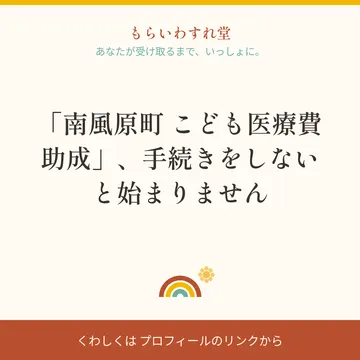 もらいわすれ堂
あなたが受け取るまで、いっしょに。
「南風原町 こども医療費
助成」、手続きをしない
と始まりません
くわしくは プロフィールのリンクから